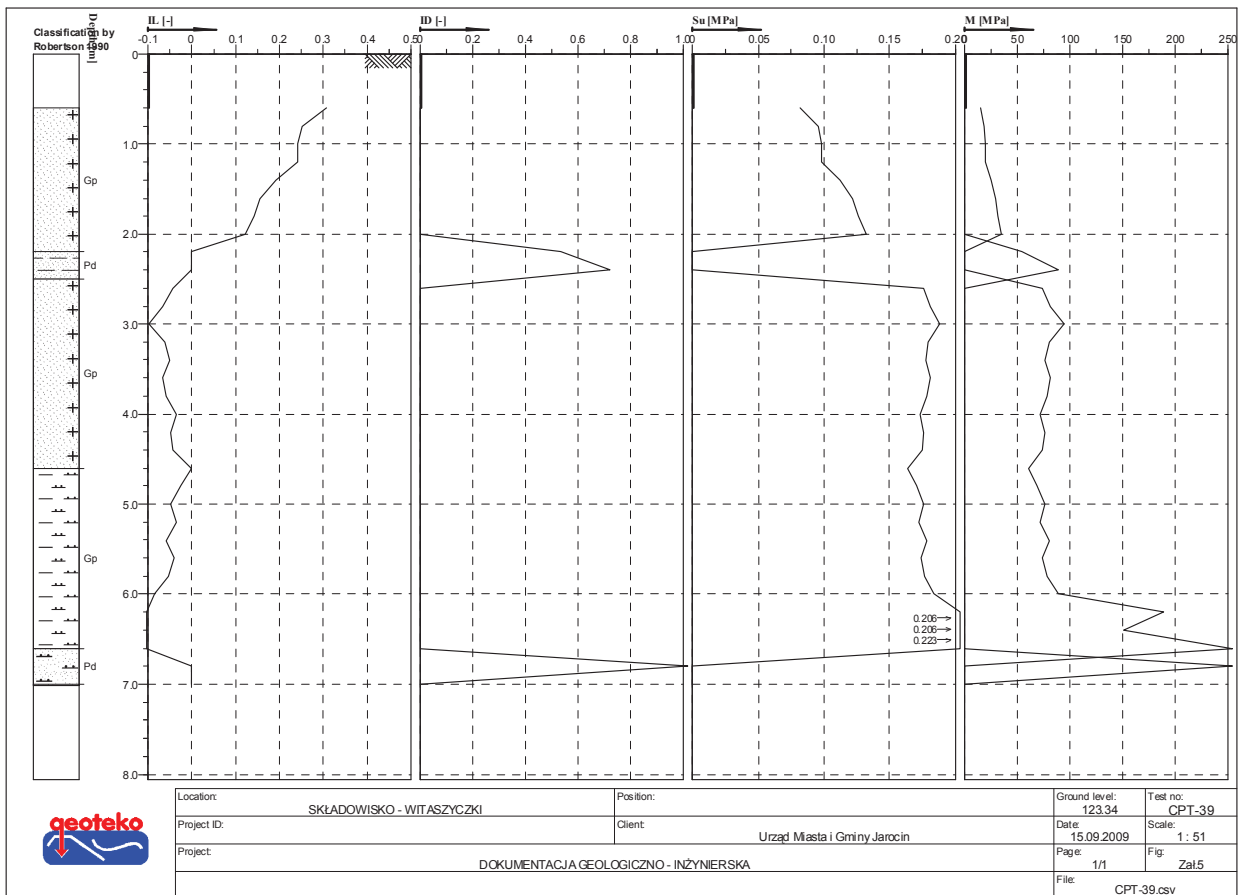 Classification by
Robertson 1990
Depth [m]
IL [-]
-0.1 0 0.1 0.2 0.3 0.4 0.5
ID [-]
0.2 0.4 0.6 0.8 1.0
Su [MPa]
0 0.05 0.10 0.15 0.20
M [MPa]
0 50 100 150 200 250
0
1.0
2.0
3.0
4.0
5.0
6.0
7.0
8.0
Gp
Pd
Gp
Gp
Pd
0.206
0.206
0.223
geoteko
Location:
SKŁADOWISKO - WITASZYCZKI
Position:
Ground level:
123.34
Test no:
CPT-39
Project ID:
Client:
Urząd Miasta i Gminy Jarocin
Date:
15.09.2009
Scale:
1 : 51
Project:
DOKUMENTACJA GEOLOGICZNO - INŻYNIERSKA
Page:
1/1
Fig:
Zał.5
File:
CPT-39.csv